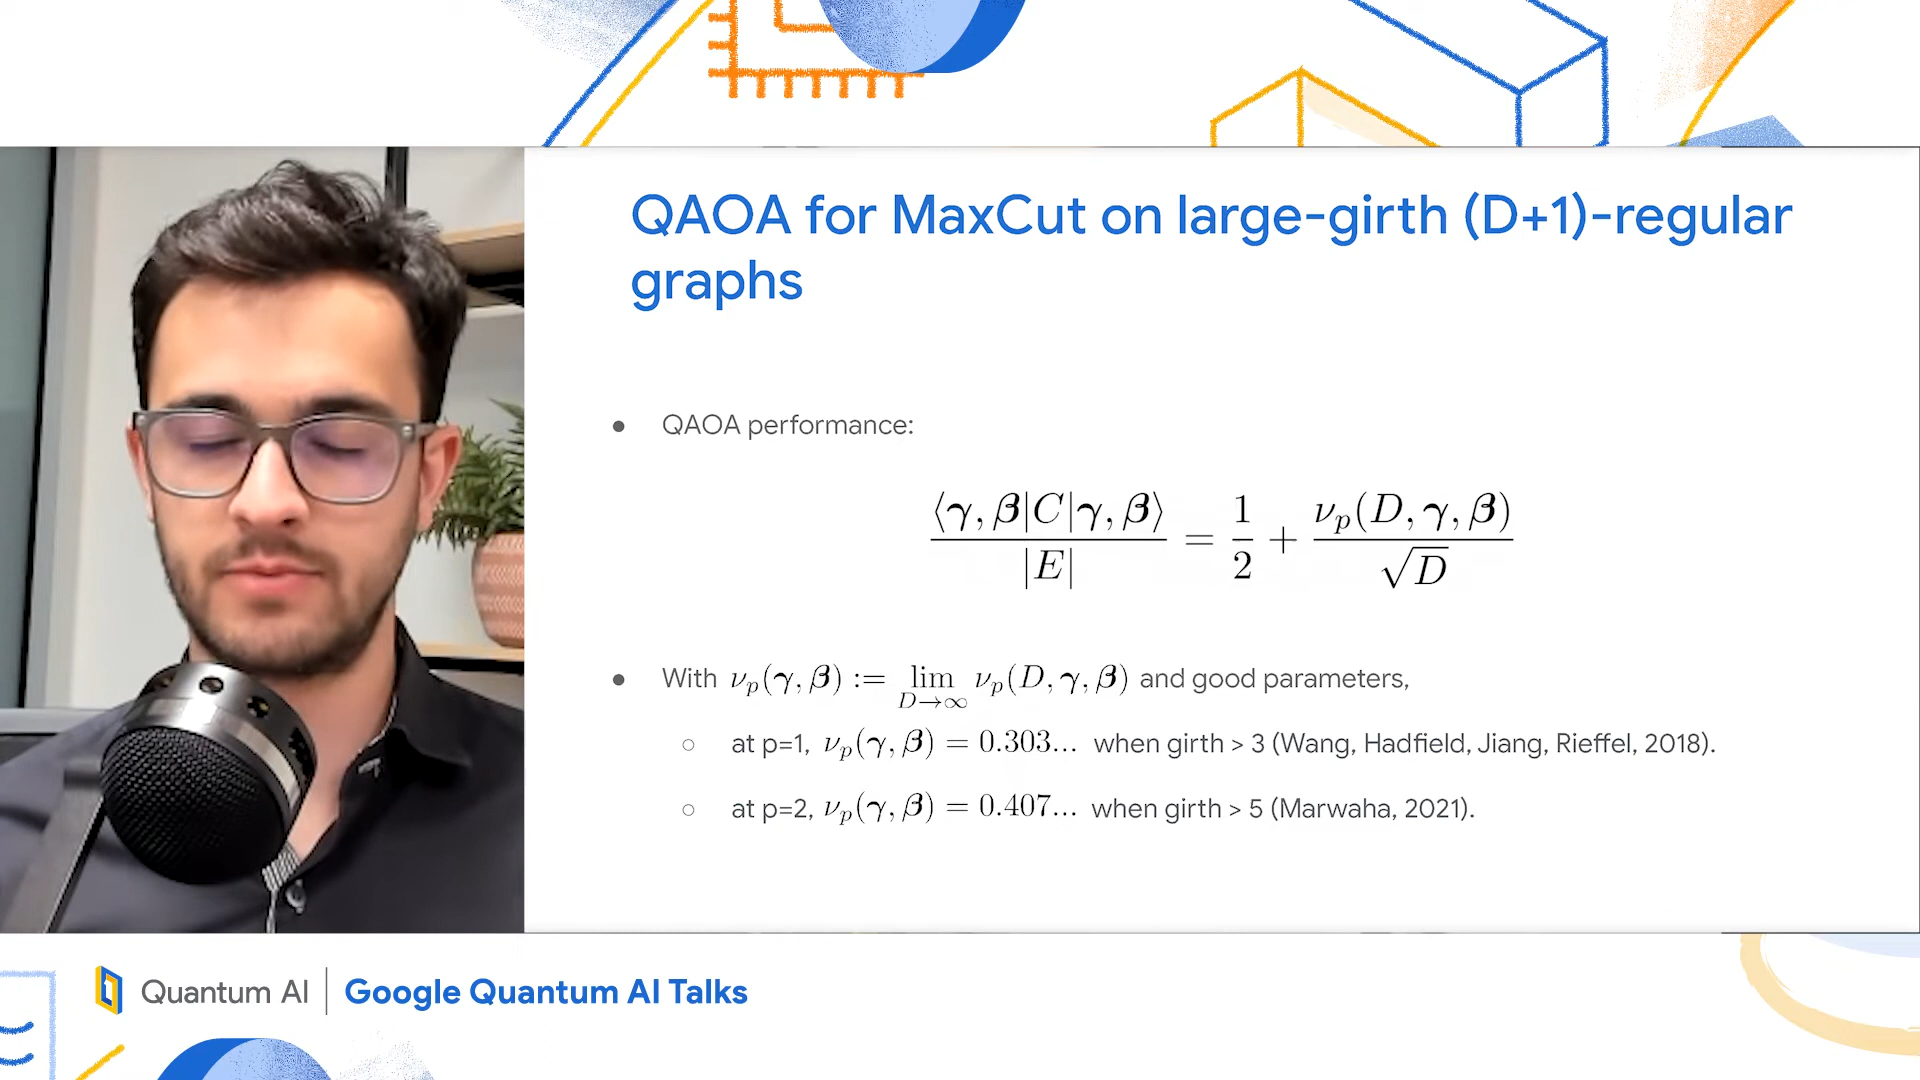 QAOA for MaxCut on large-girth (D+1)-regular
graphs
● QAOA performance:
⟨γ, β|C|γ, β⟩ / |E| = 1/2 + ν_p(D, γ, β) / √D
● With ν_p(γ, β) := lim_{D→∞} ν_p(D, γ, β) and good parameters,
○ at p=1, ν_p(γ, β) = 0.303... when girth > 3 (Wang, Hadfield, Jiang, Rieffel, 2018).
○ at p=2, ν_p(γ, β) = 0.407... when girth > 5 (Marwaha, 2021).
Quantum AI | Google Quantum AI Talks